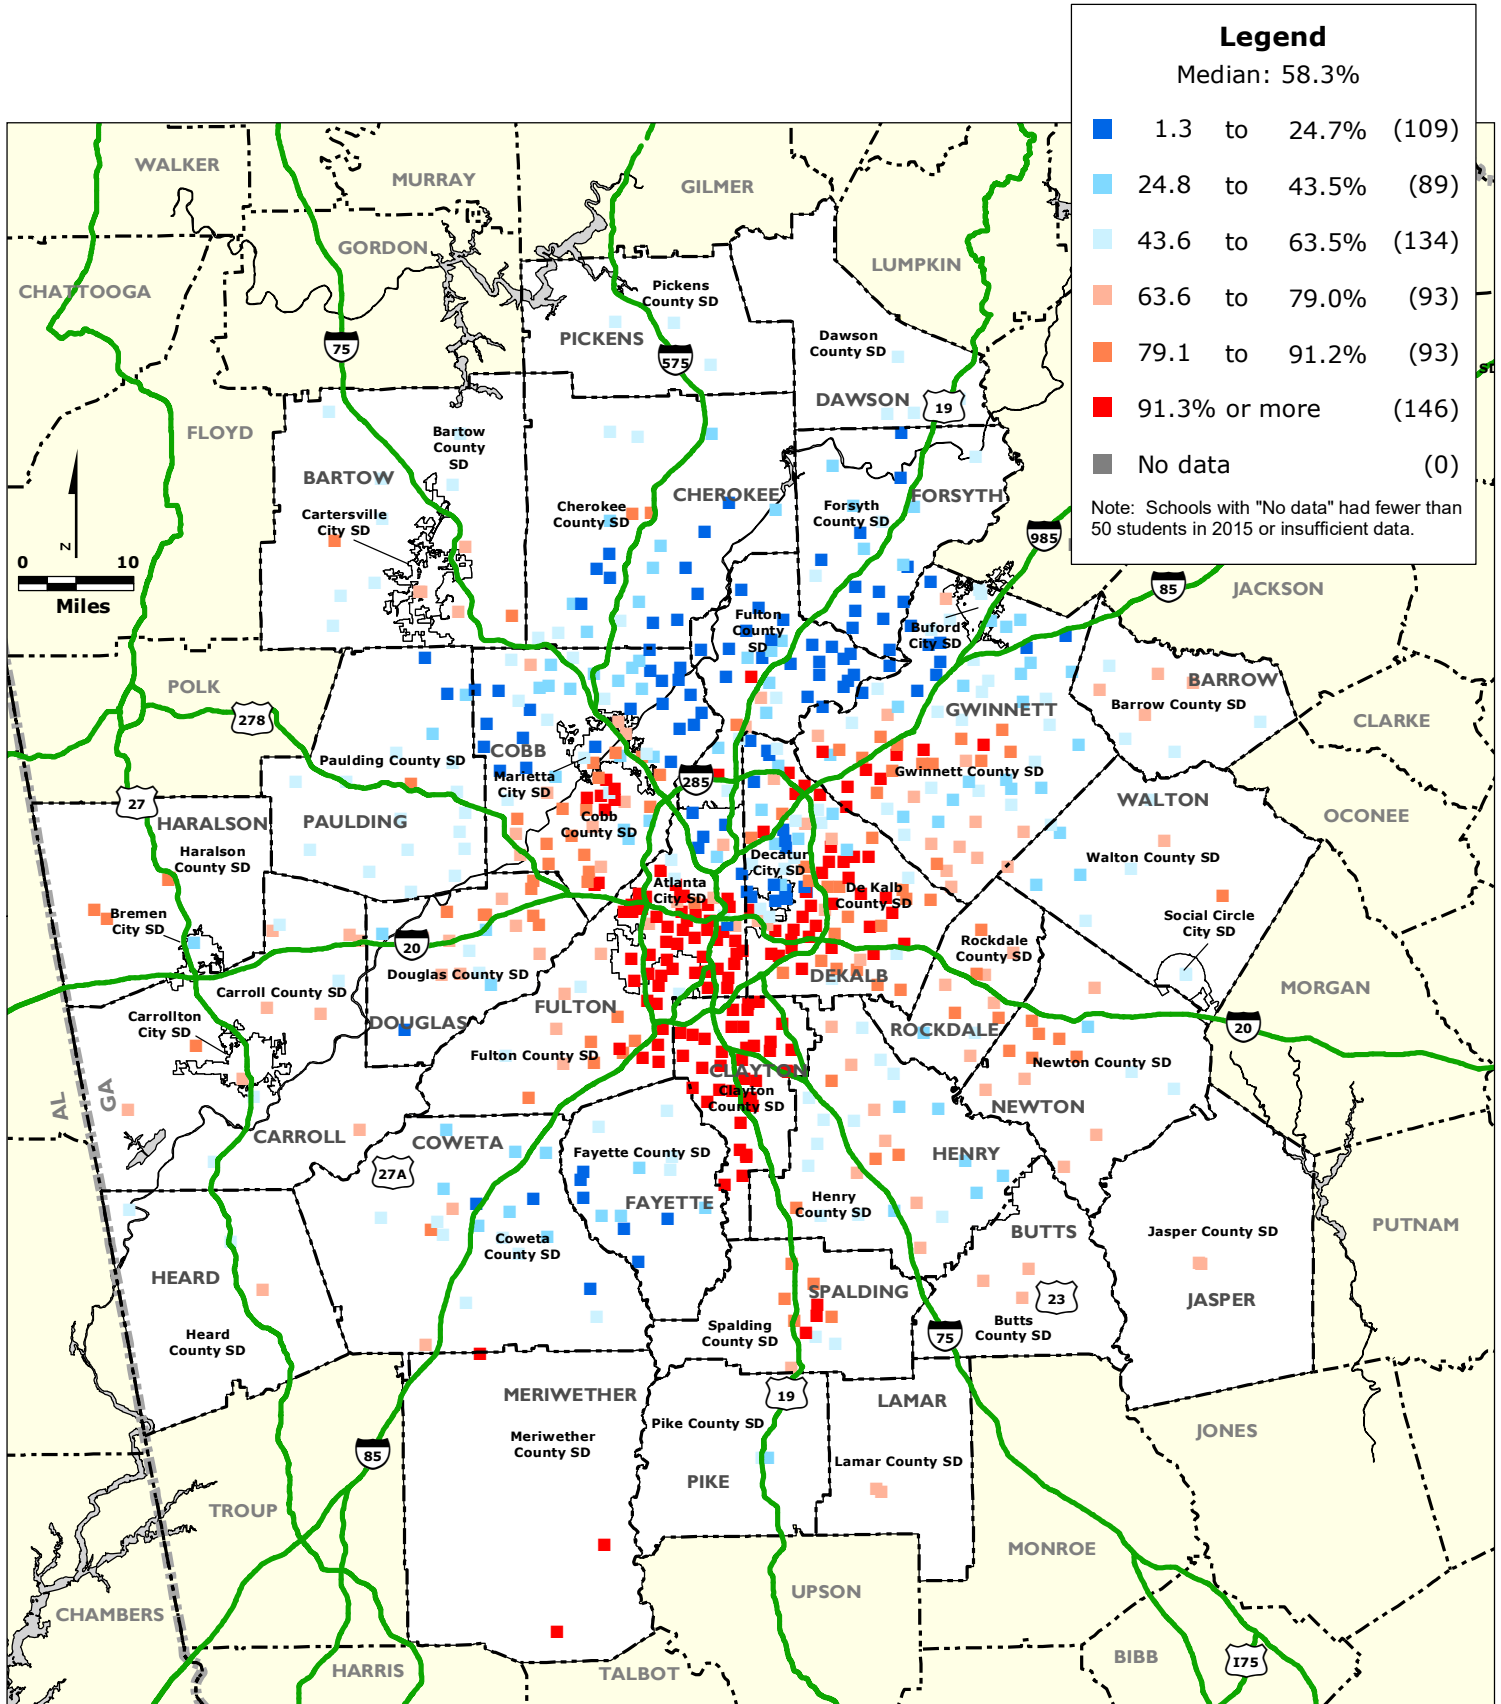 Legend
Median: 58.3%
1.3 to 24.7% (109)
24.8 to 43.5% (89)
43.6 to 63.5% (134)
63.6 to 79.0% (93)
79.1 to 91.2% (93)
91.3% or more (146)
No data (0)
Note: Schools with "No data" had fewer than
50 students in 2015 or insufficient data.
WALKER
MURRAY
GILMER
GORDON
LUMPKIN
CHATTOOGA
Pickens
County SD
PICKENS
75
575
Dawson
County SD
DAWSON
19
FLOYD
Bartow
County
SD
BARTOW
Cartersville
City SD
CHEROKEE
Cherokee
County SD
Forsyth
County SD
FORSYTH
985
N
0 10
Miles
85
JACKSON
Fulton
County
SD
Buford
City SD
POLK
278
BARROW
Barrow County SD
GWINNETT
CLARKE
COBB
Paulding County SD
Marietta
City SD
285
Gwinnett County SD
27
HARALSON
PAULDING
Cobb
County SD
WALTON
OCONEE
Haralson
County SD
Decatur
City SD
Walton County SD
Atlanta
City SD
De Kalb
County SD
Bremen
City SD
Social Circle
City SD
20
Rockdale
County SD
Douglas County SD
DEKALB
Carroll County SD
FULTON
MORGAN
Carrollton
City SD
DOUGLAS
ROCKDALE
20
Fulton County SD
Newton County SD
CLAYTON
Clayton
County SD
AL
GA
NEWTON
CARROLL
COWETA
Fayette County SD
HENRY
27A
FAYETTE
Henry
County SD
BUTTS
Jasper County SD
PUTNAM
Coweta
County SD
HEARD
SPALDING
23
JASPER
Heard
County SD
Spalding
County SD
75
Butts
County SD
MERIWETHER
19
LAMAR
Pike County SD
JONES
Meriwether
County SD
85
Lamar County SD
PIKE
TROUP
MONROE
UPSON
CHAMBERS
BIBB
I75
HARRIS
TALBOT